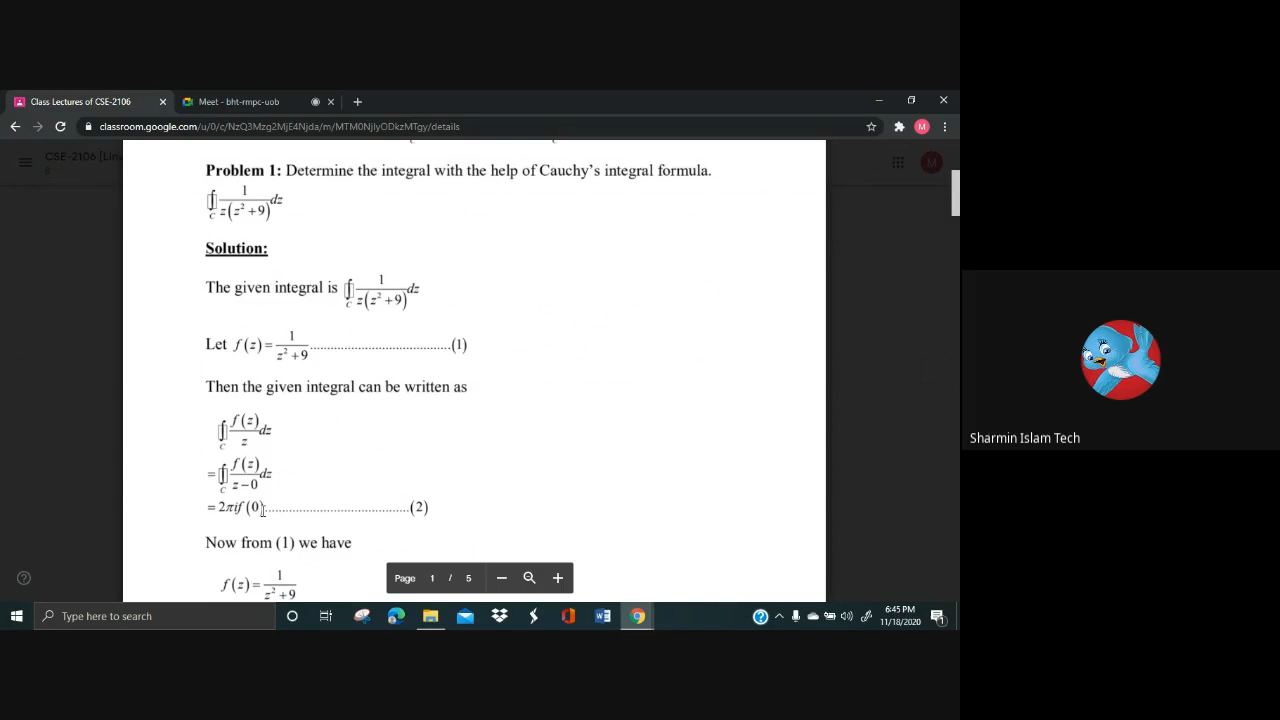 Class Lectures of CSE-2106
Meet - bht-rmpc-uob
classroom.google.com/u/0/c/NzQ3Mzg2MjE4Njda/m/MTM0NjIyODkzMTgy/details
Problem 1: Determine the integral with the help of Cauchy's integral formula.
∮_C 1/(z(z² + 9)) dz
Solution:
The given integral is ∮_C 1/(z(z² + 9)) dz
Let f(z) = 1/(z² + 9)..........................................(1)
Then the given integral can be written as
∮_C f(z)/z dz
= ∮_C f(z)/(z−0) dz
= 2πif(0)..........................................(2)
Now from (1) we have
f(z) = 1/(z² + 9)
Page 1 / 5
Sharmin Islam Tech
Type here to search
6:45 PM
11/18/2020